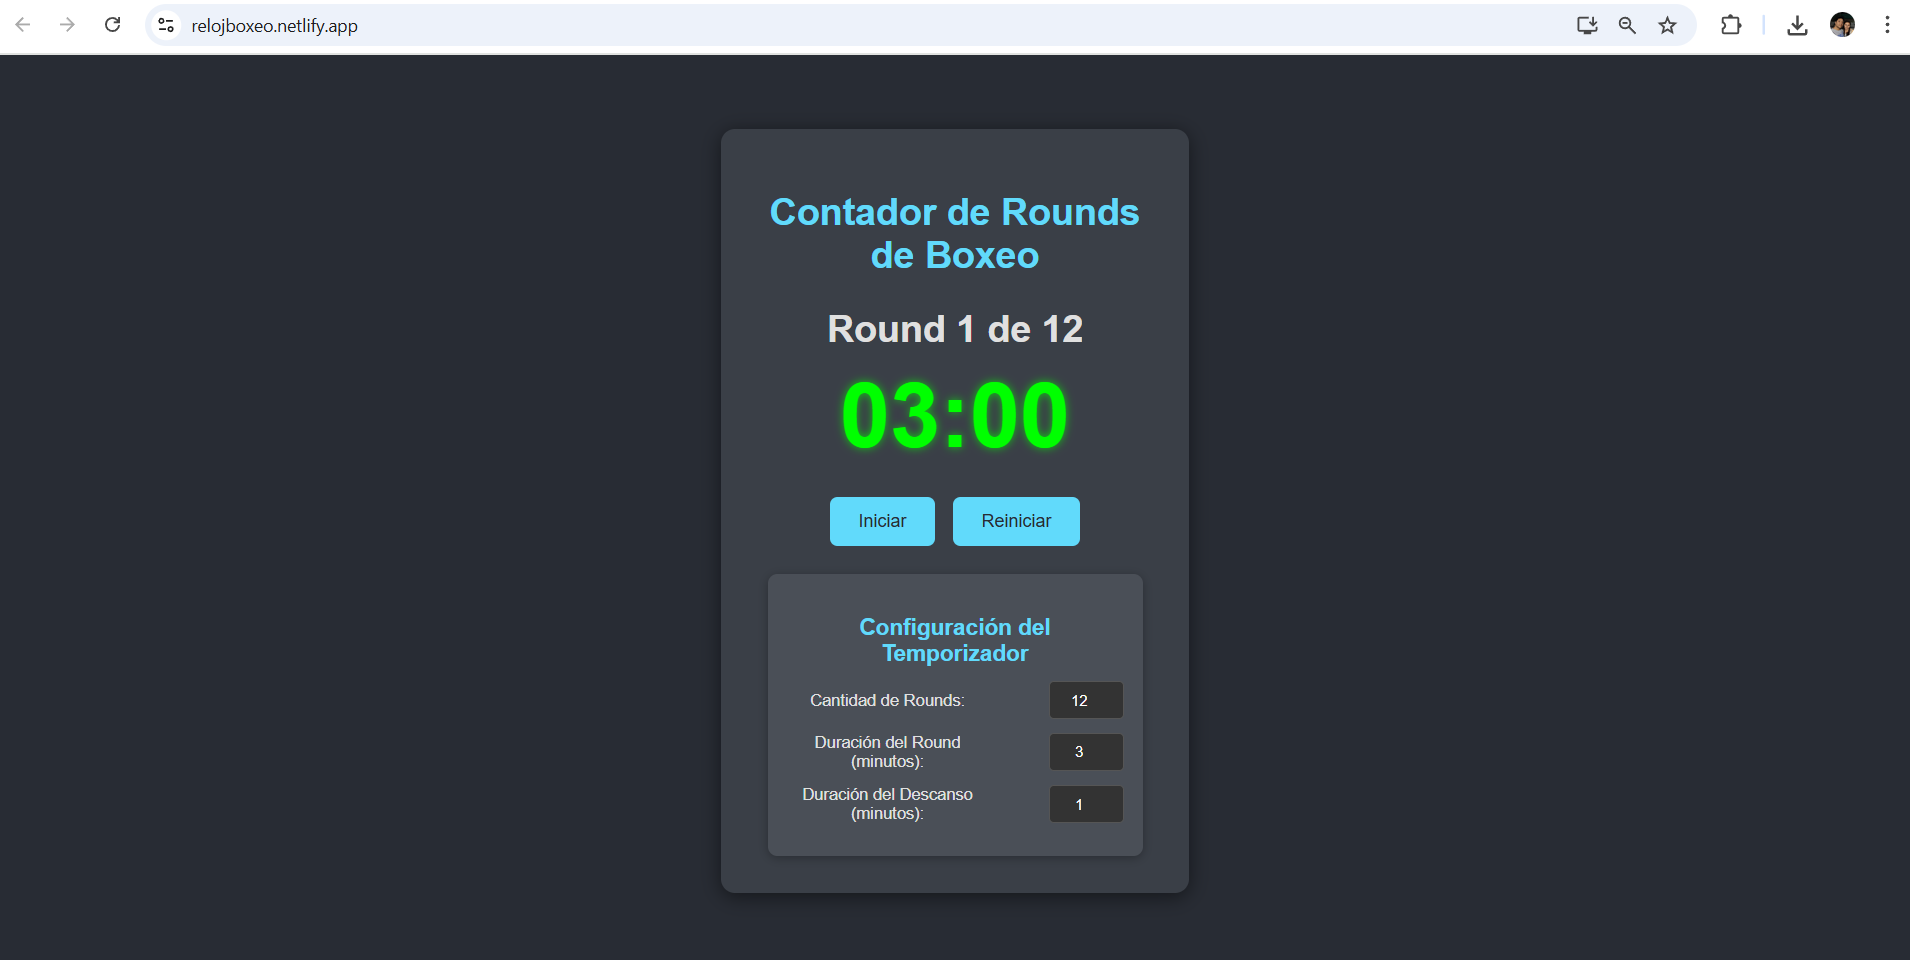 relojboxeo.netlify.app
Contador de Rounds
de Boxeo
Round 1 de 12
03:00
Iniciar
Reiniciar
Configuración del
Temporizador
Cantidad de Rounds:
12
Duración del Round
(minutos):
3
Duración del Descanso
(minutos):
1